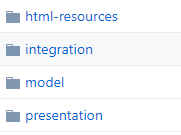 html-resources
integration
model
presentation